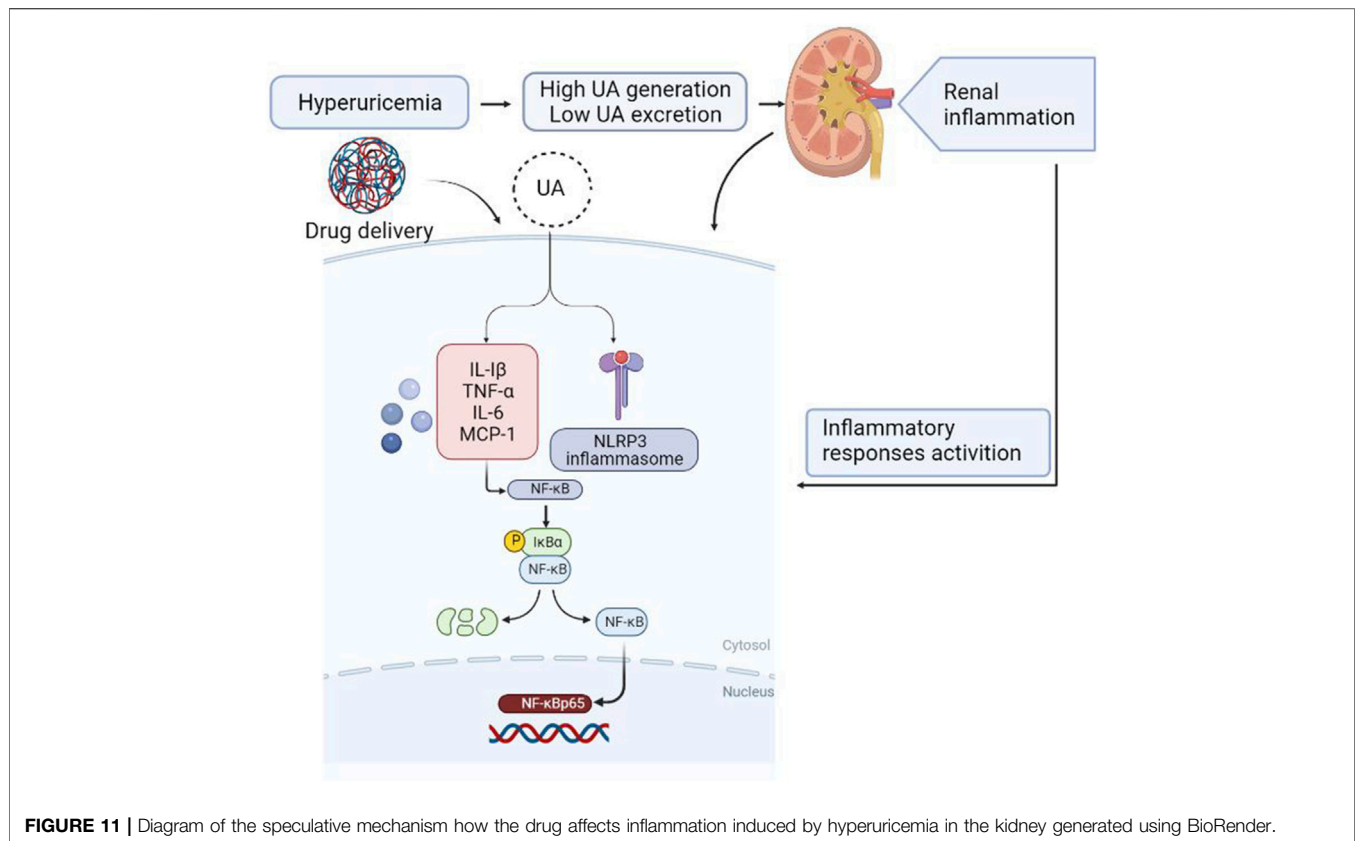 Hyperuricemia
High UA generation
Low UA excretion
Renal
inflammation
UA
Drug delivery
IL-Iβ
TNF-α
IL-6
MCP-1
NLRP3
inflammasome
Inflammatory
responses activition
NF-κB
P
IκBα
NF-κB
NF-κB
Cytosol
Nucleus
NF-κBp65
FIGURE 11 | Diagram of the speculative mechanism how the drug affects inflammation induced by hyperuricemia in the kidney generated using BioRender.